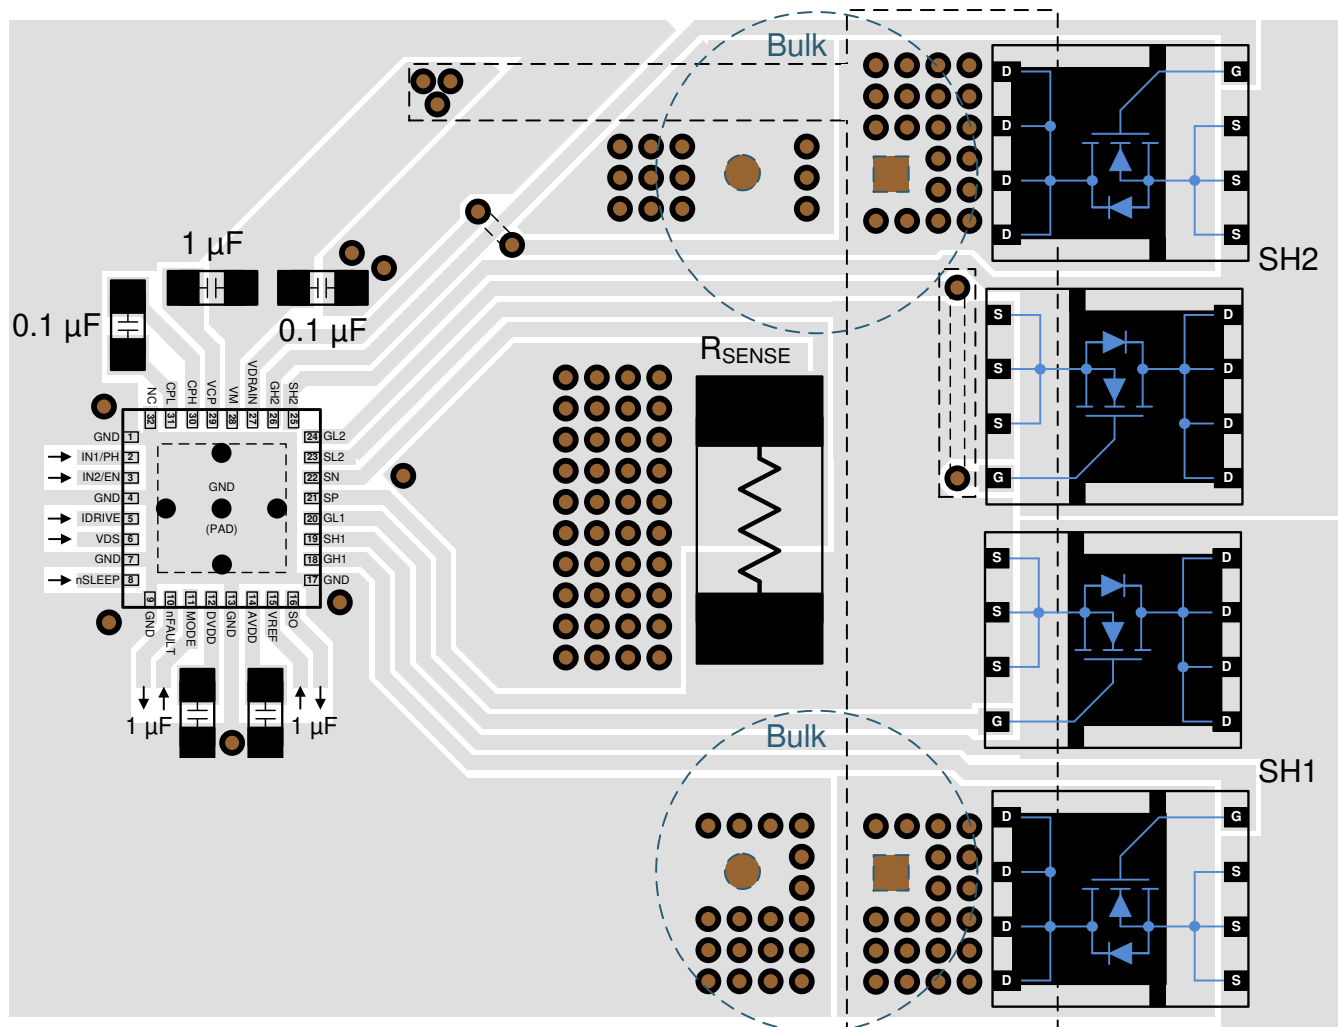 Bulk
D
D
D
D
G
S
S
S
SH2
1 µF
0.1 µF
0.1 µF
RSENSE
S
S
S
G
D
D
D
D
NC
CPL
CPH
VCP
VM
VDRAIN
GH2
SH2
32
31
30
29
28
27
26
25
GND 1
IN1/PH 2
IN2/EN 3
GND 4
IDRIVE 5
VDS 6
GND 7
nSLEEP 8
GND
(PAD)
24 GL2
23 SL2
22 SN
21 SP
20 GL1
19 SH1
18 GH1
17 GND
9
10
11
12
13
14
15
16
GND
nFAULT
MODE
DVDD
GND
AVDD
VREF
SO
1 µF
1 µF
S
S
S
G
D
D
D
D
Bulk
SH1
D
D
D
D
G
S
S
S